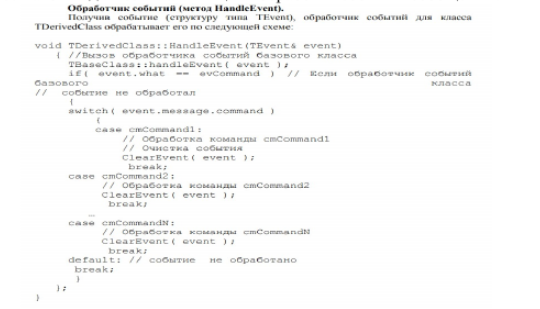 Обработчик событий (метод HandleEvent).
Получив событие (структуру типа TEvent), обработчик событий для класса
TDerivedClass обрабатывает его по следующей схеме:
void TDerivedClass::HandleEvent(TEvent& event)
{ //Вызов обработчика событий базового класса
TBaseClass::handleEvent( event );
if( event.what == evCommand ) // Если обработчик событий
базового класса
// событие не обработал
{
switch( event.message.command )
{
case cmCommand1:
// Обработка команды cmCommand1
// Очистка события
ClearEvent( event );
break;
case cmCommand2:
// Обработка команды cmCommand2
ClearEvent( event );
break;
…
case cmCommandN:
// Обработка команды cmCommandN
ClearEvent( event );
break;
default: // событие не обработано
break;
}
};
}